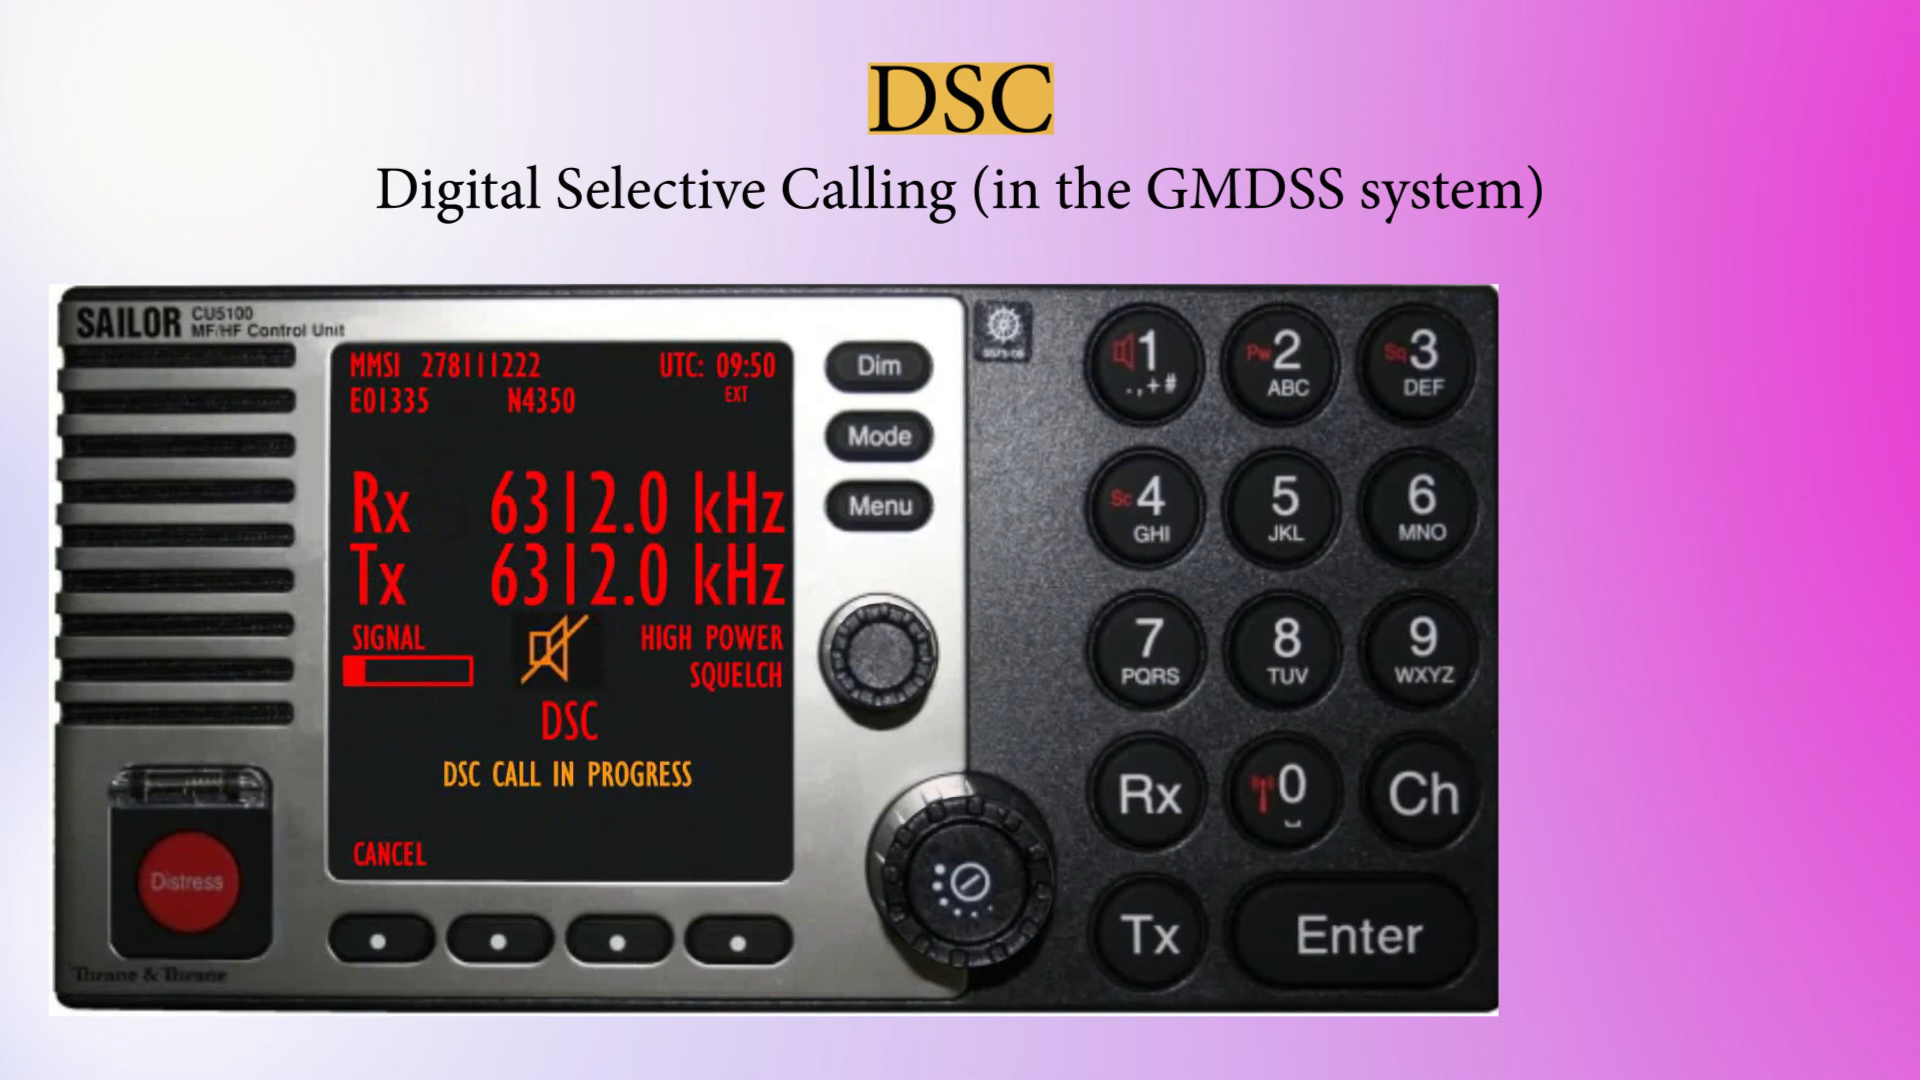 DSC
Digital Selective Calling (in the GMDSS system)
SAILOR CU5100
MF/HF Control Unit
MMSI 278111222 UTC: 09:50
E01335 N4350 EXT
Rx 6312.0 kHz
Tx 6312.0 kHz
SIGNAL HIGH POWER
SQUELCH
DSC
DSC CALL IN PROGRESS
CANCEL
Distress
Thrane & Thrane
Dim
Mode
Menu
1 .,+#
Pw 2 ABC
Sq 3 DEF
Sc 4 GHI
5 JKL
6 MNO
7 PQRS
8 TUV
9 WXYZ
Rx
0
Ch
Tx
Enter